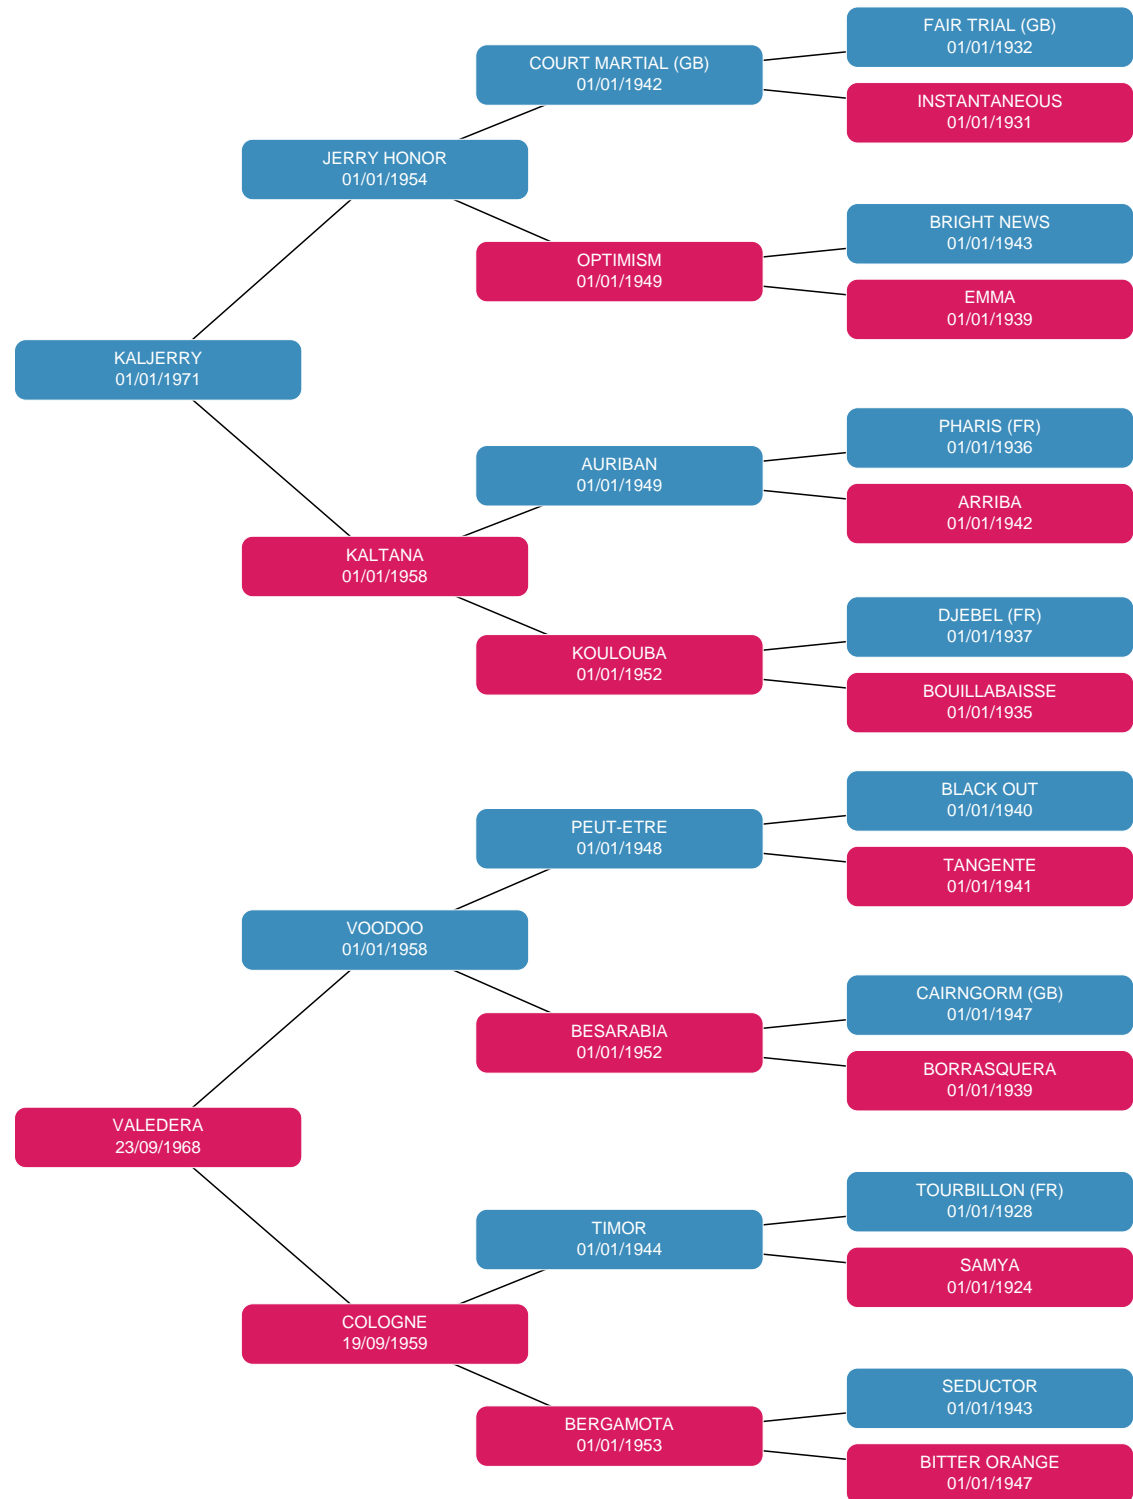 FAIR TRIAL (GB)
01/01/1932
COURT MARTIAL (GB)
01/01/1942
INSTANTANEOUS
01/01/1931
JERRY HONOR
01/01/1954
BRIGHT NEWS
01/01/1943
OPTIMISM
01/01/1949
EMMA
01/01/1939
KALJERRY
01/01/1971
PHARIS (FR)
01/01/1936
AURIBAN
01/01/1949
ARRIBA
01/01/1942
KALTANA
01/01/1958
DJEBEL (FR)
01/01/1937
KOULOUBA
01/01/1952
BOUILLABAISSE
01/01/1935
BLACK OUT
01/01/1940
PEUT-ETRE
01/01/1948
TANGENTE
01/01/1941
VOODOO
01/01/1958
CAIRNGORM (GB)
01/01/1947
BESARABIA
01/01/1952
BORRASQUERA
01/01/1939
VALEDERA
23/09/1968
TOURBILLON (FR)
01/01/1928
TIMOR
01/01/1944
SAMYA
01/01/1924
COLOGNE
19/09/1959
SEDUCTOR
01/01/1943
BERGAMOTA
01/01/1953
BITTER ORANGE
01/01/1947